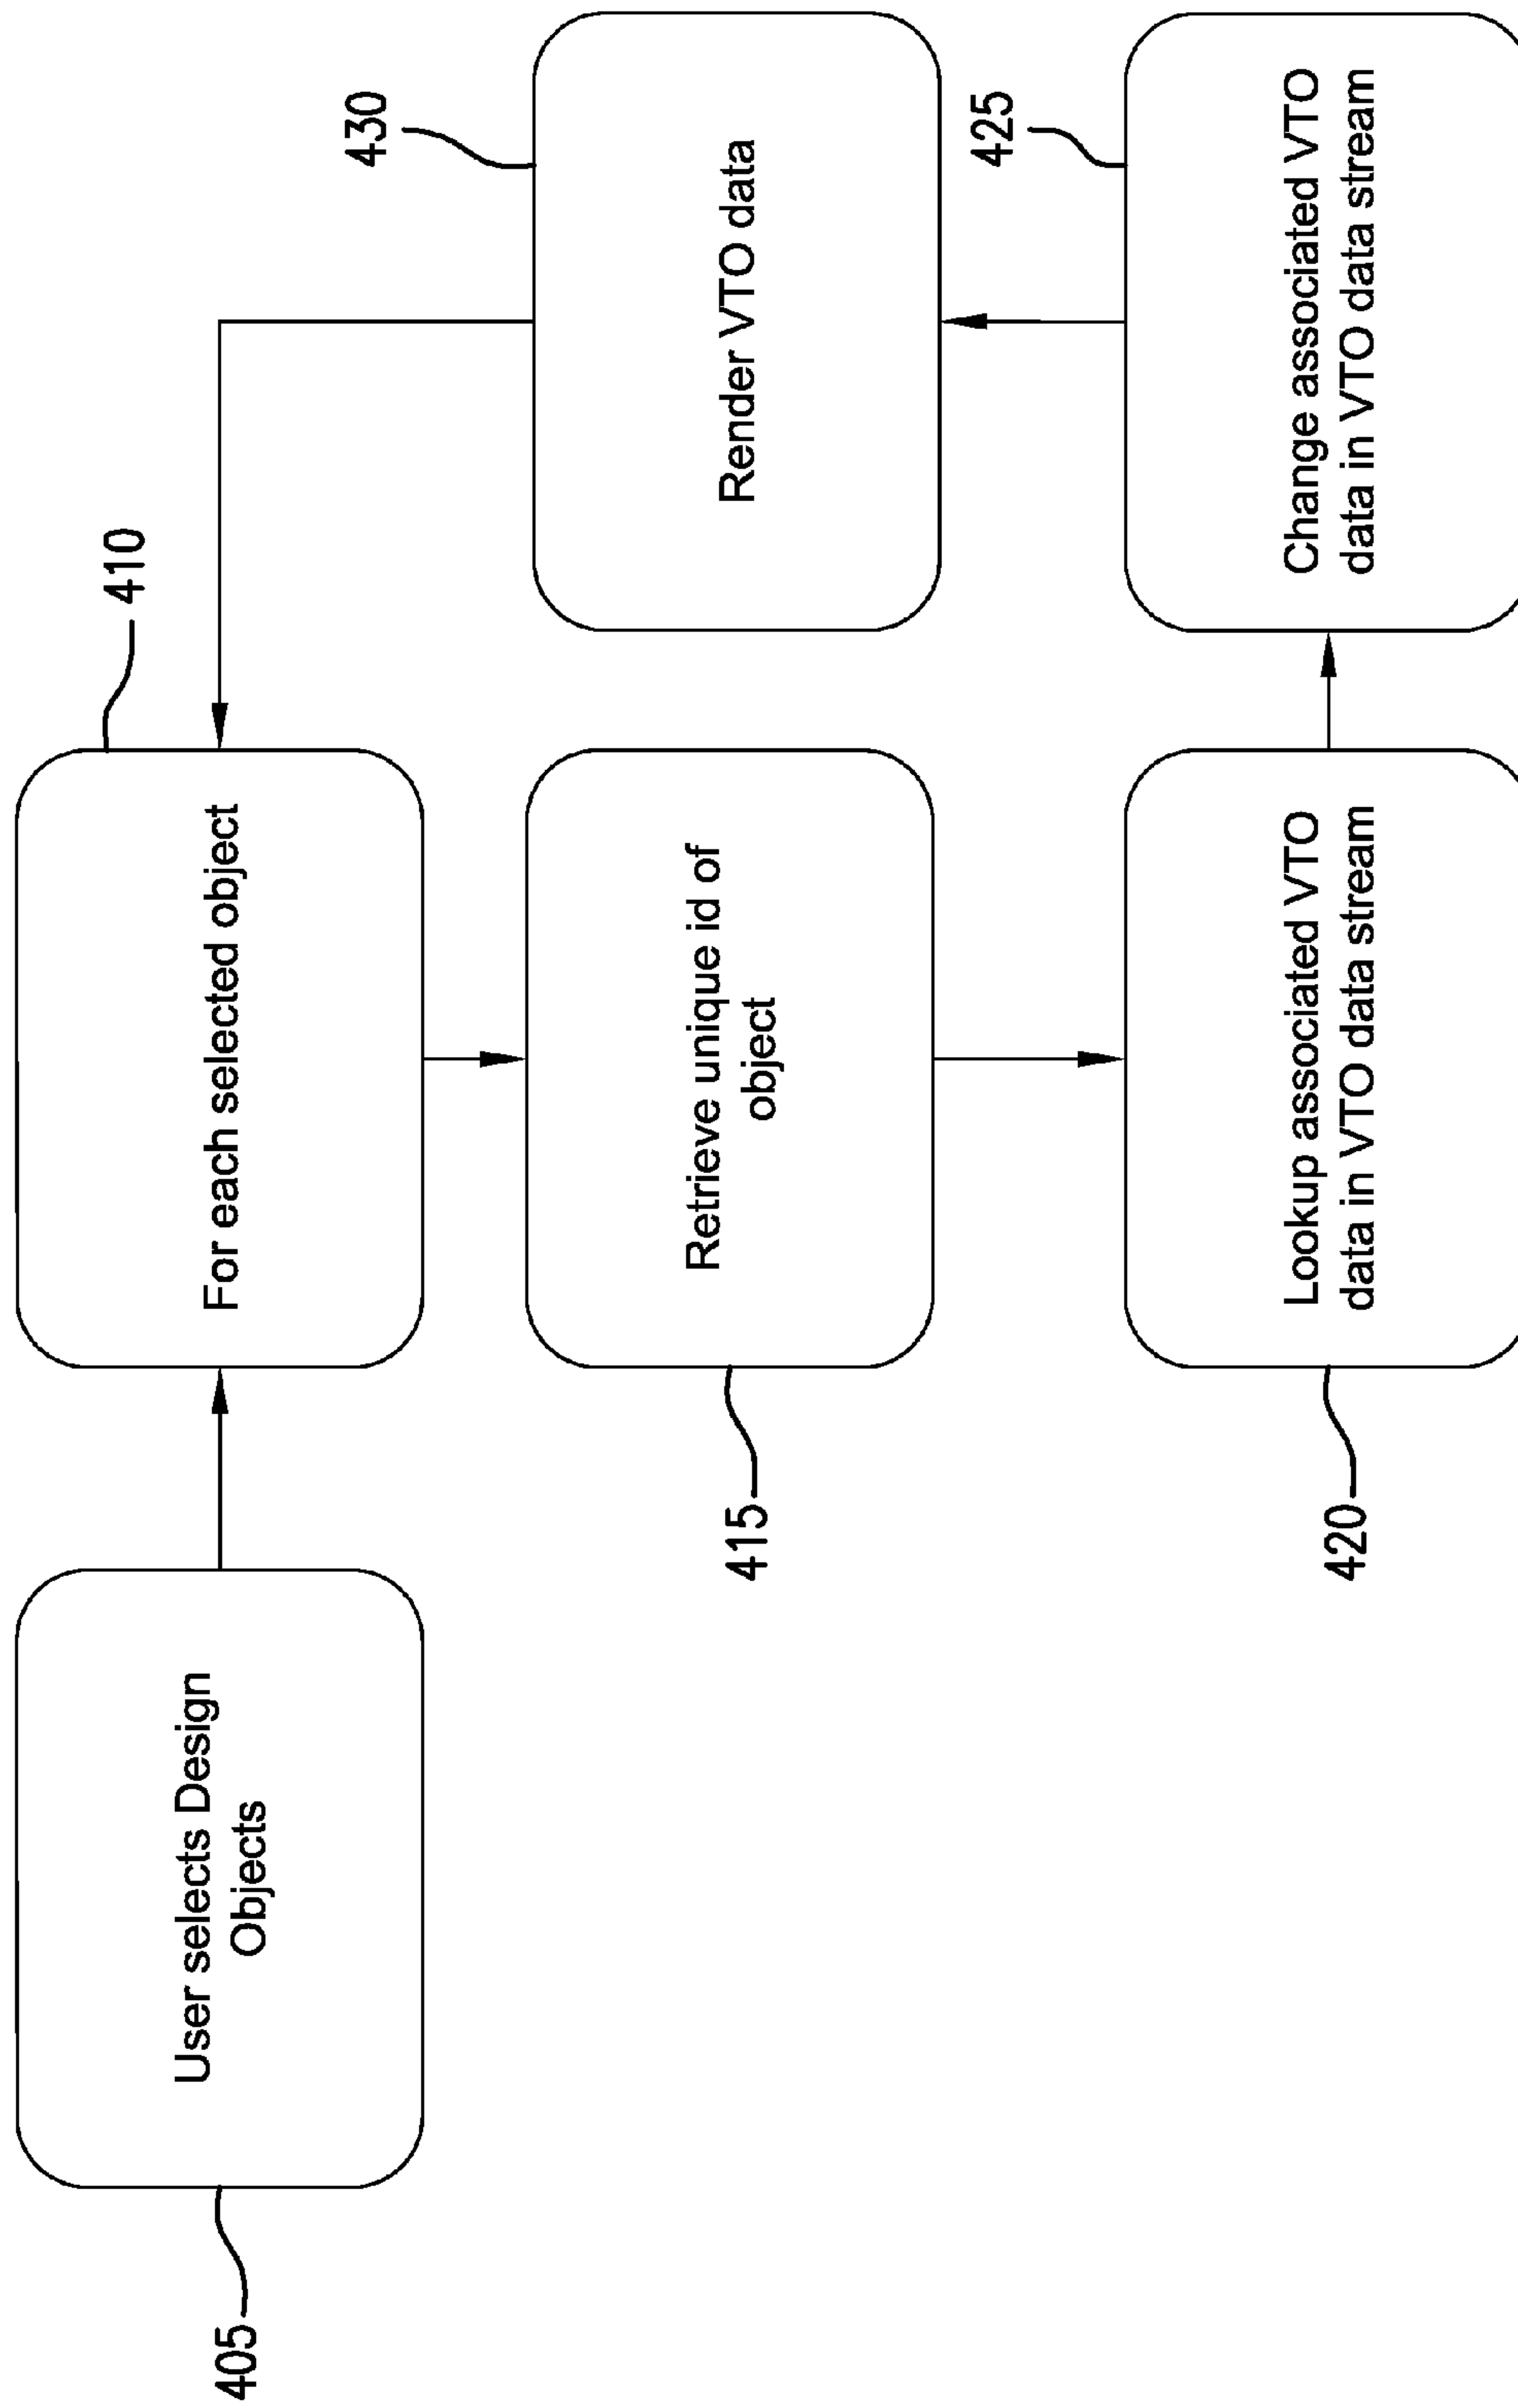 405
User selects Design
Objects
410
For each selected object
415
Retrieve unique id of
object
420
Lookup associated VTO
data in VTO data stream
425
Change associated VTO
data in VTO data stream
430
Render VTO data